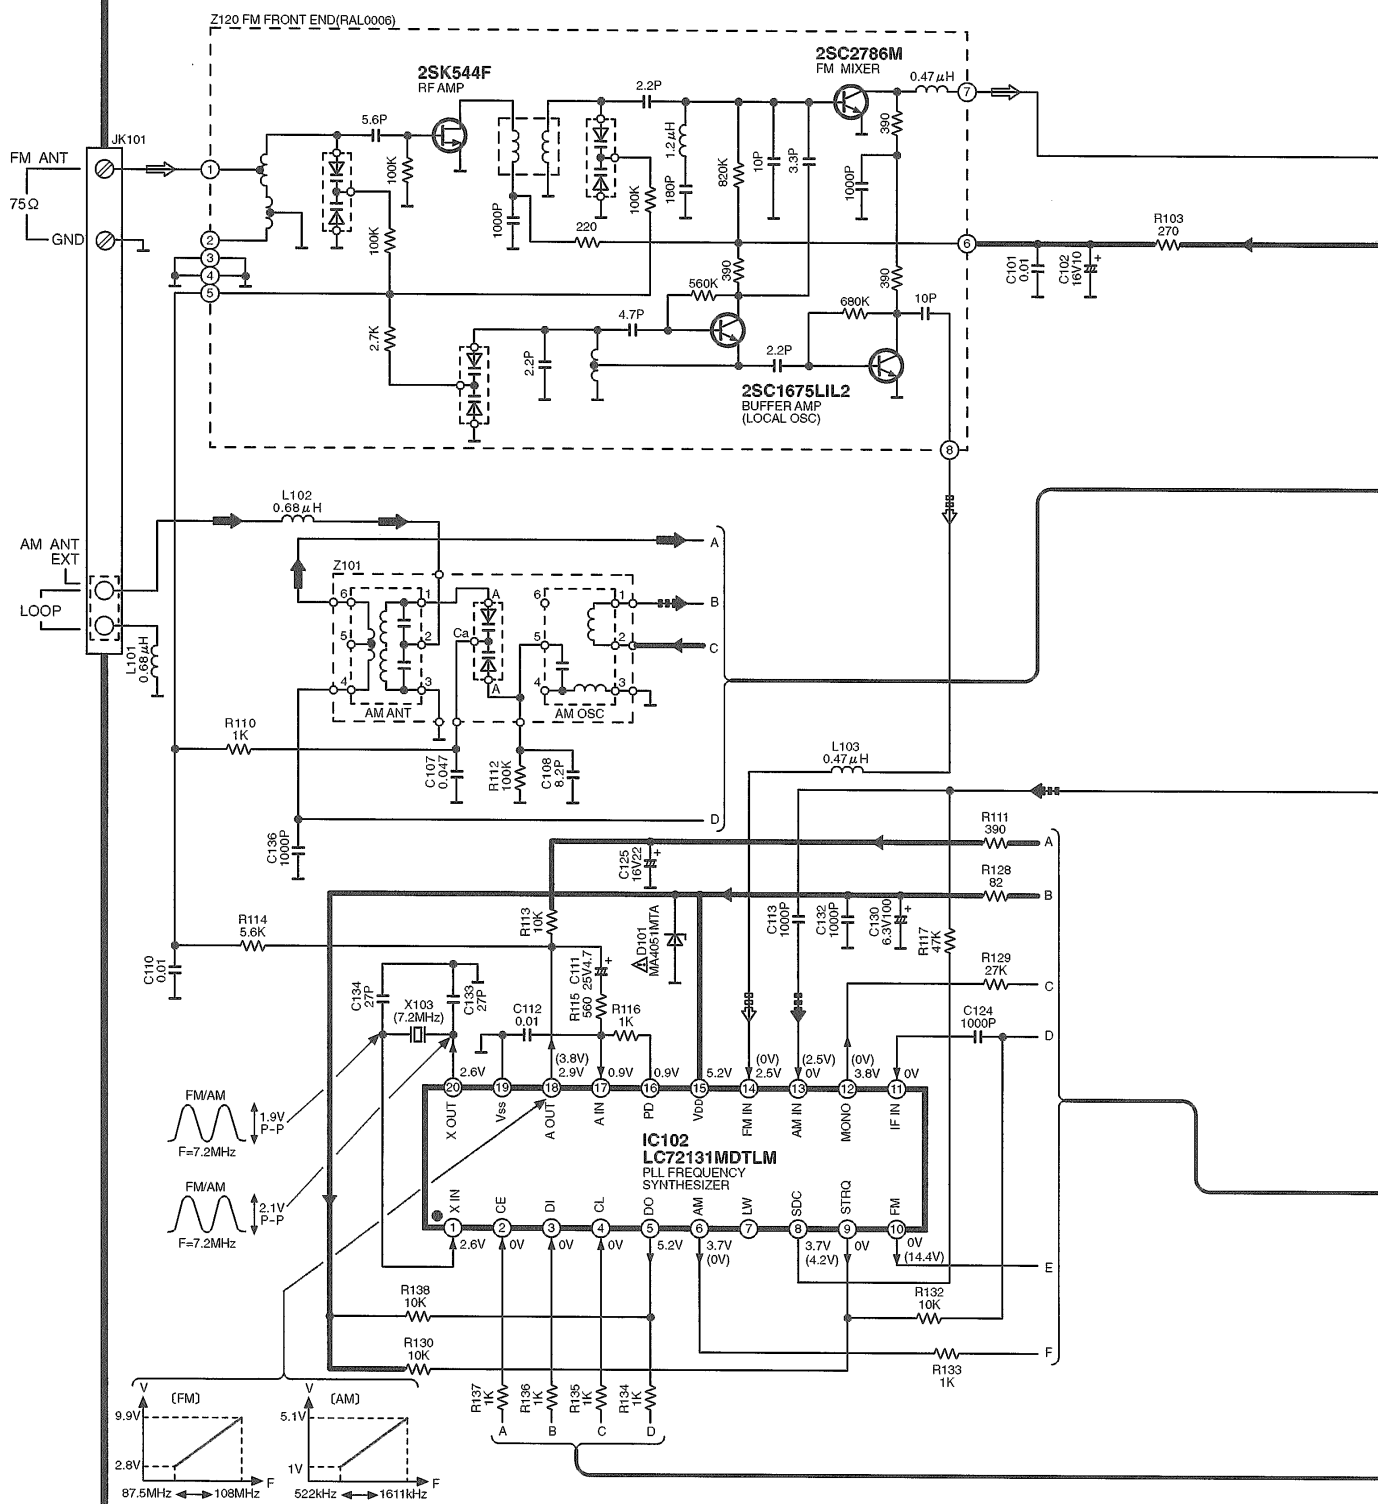 Z120 FM FRONT END(RAL0006)
2SK544F
RF AMP
2SC2786M
FM MIXER
0.47μH
7
2.2P
5.6P
JK101
FM ANT
75Ω
GND
1
2
3
4
5
100K
100K
1000P
100K
1.2μH
180P
820K
10P
3.3P
1000P
390
220
6
R103
270
C101
0.01
C102
16V10
+
390
560K
390
680K
10P
4.7P
2.7K
2.2P
2.2P
2SC1675LIL2
BUFFER AMP
(LOCAL OSC)
8
L102
0.68μH
AM ANT
EXT
LOOP
L101
0.68μH
Z101
A
B
C
D
6
5
4
1
2
3
AM ANT
A
Ca
A
6
5
4
1
2
3
AM OSC
R110
1K
C107
0.047
R112
100K
C108
8.2P
L103
0.47μH
C136
1000P
R111
390
A
C125
16V22
+
R128
82
B
R113
10K
D101
MA4051MTA
C113
1000P
C132
1000P
C130
6.3V100
+
R117
47K
R114
5.6K
C110
0.01
C111
25V4.7
+
R115
560
R116
1K
C112
0.01
R129
27K
C
C124
1000P
D
C134
27P
C133
27P
X103
(7.2MHz)
2.6V
(3.8V)
2.9V
0.9V
0.9V
5.2V
(0V)
2.5V
(2.5V)
0V
(0V)
3.8V
0V
20
19
18
17
16
15
14
13
12
11
X OUT
Vss
A OUT
A IN
PD
VDD
FM IN
AM IN
MONO
IF IN
IC102
LC72131MDTLM
PLL FREQUENCY
SYNTHESIZER
X IN
CE
DI
CL
DO
AM
LW
SDC
STRQ
FM
1
2
3
4
5
6
7
8
9
10
2.6V
0V
0V
0V
5.2V
3.7V
(0V)
3.7V
(4.2V)
0V
0V
(14.4V)
E
FM/AM
1.9V
P-P
F=7.2MHz
FM/AM
2.1V
P-P
F=7.2MHz
R138
10K
R132
10K
R130
10K
R133
1K
F
R137
1K
R136
1K
R135
1K
R134
1K
A
B
C
D
V
(FM)
9.9V
2.8V
F
87.5MHz
108MHz
V
(AM)
5.1V
1V
F
522kHz
1611kHz